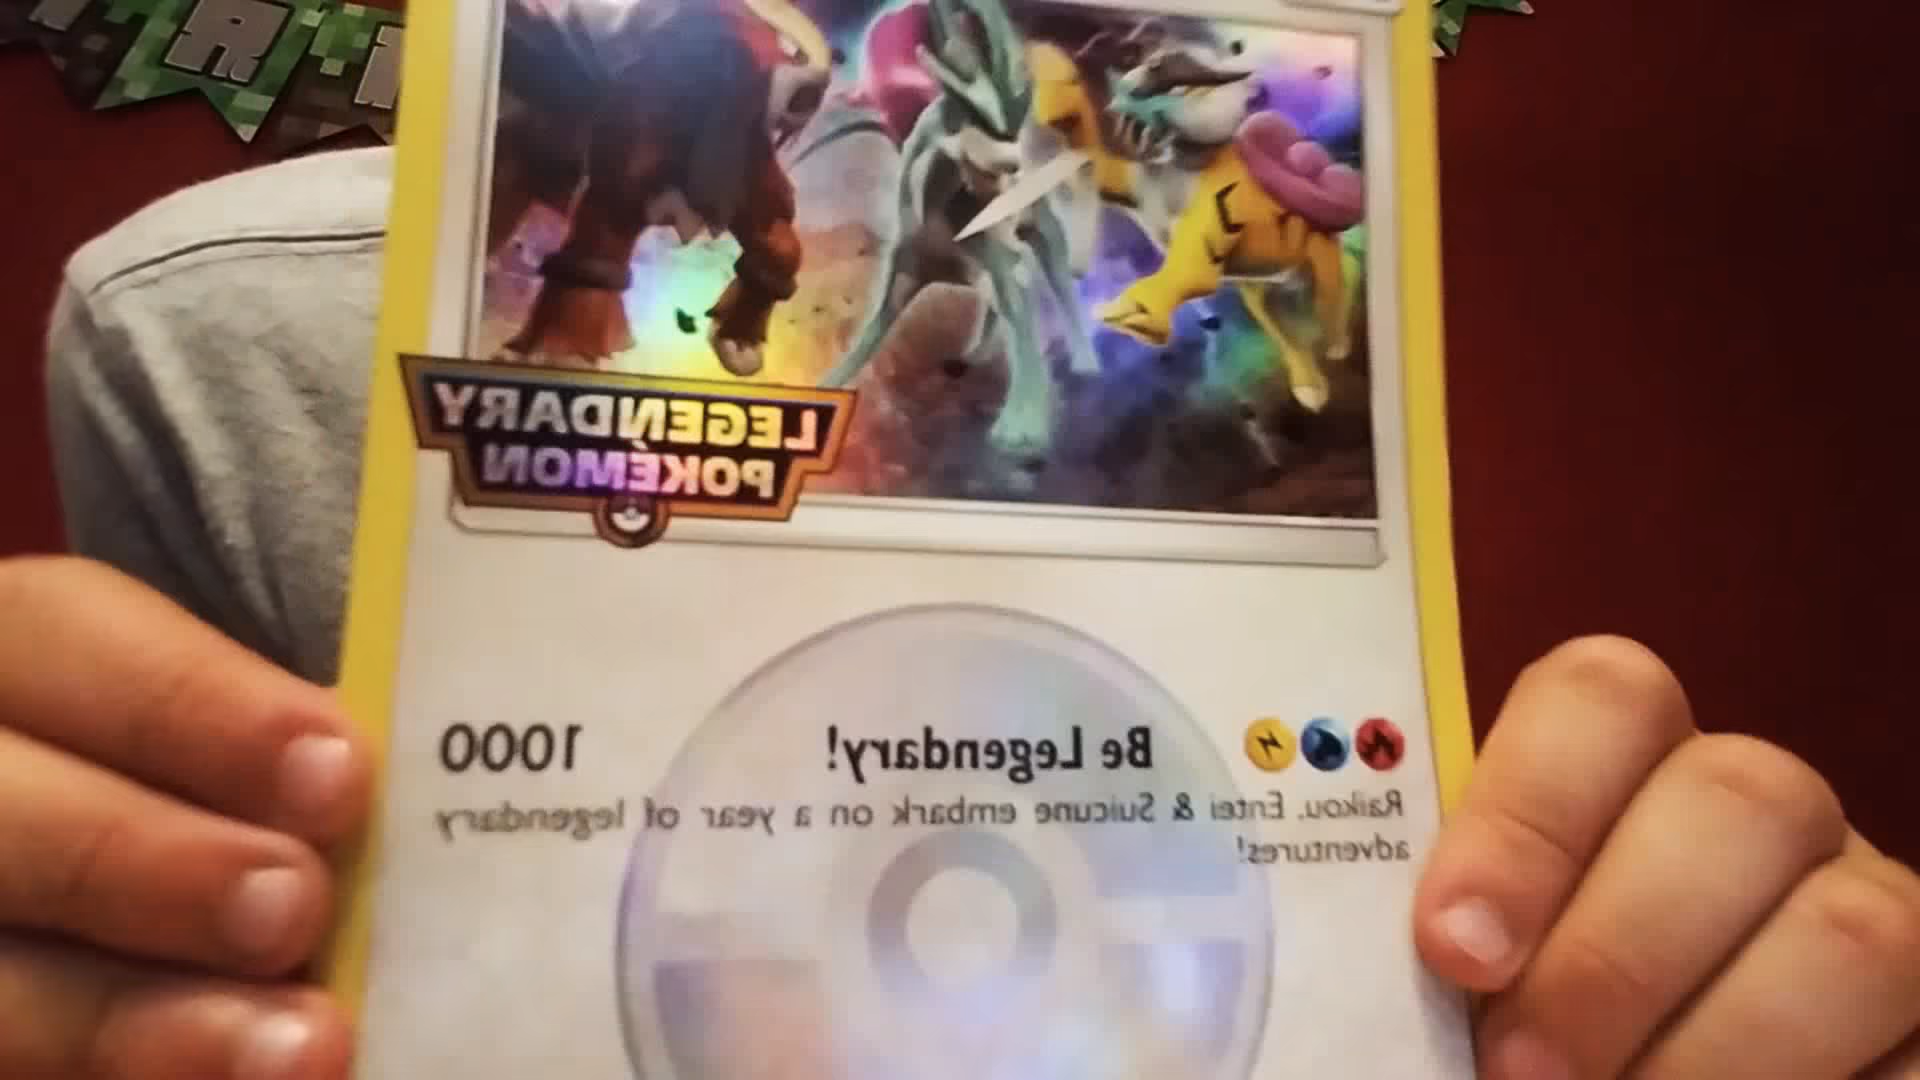 LEGENDARY
POKÉMON
Be Legendary! 1000
Raikou, Entei & Suicune embark on a year of legendary
adventures!
R